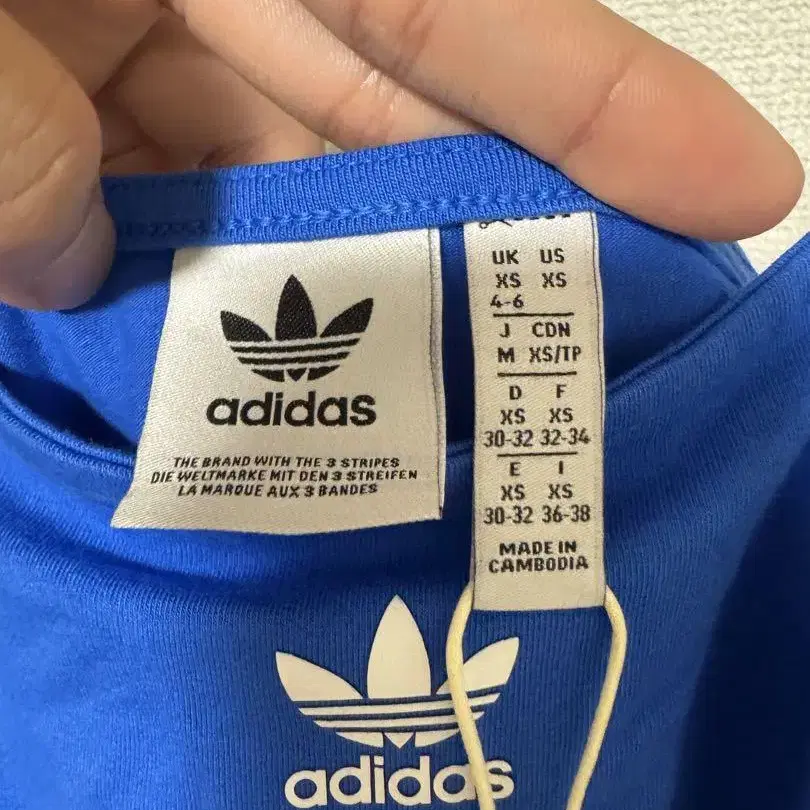 adidas
THE BRAND WITH THE 3 STRIPES
DIE WELTMARKE MIT DEN 3 STREIFEN
LA MARQUE AUX 3 BANDES
UK US
XS XS
4-6
J CDN
M XS/TP
D F
XS XS
30-32 32-34
E I
XS XS
30-32 36-38
MADE IN
CAMBODIA
adidas